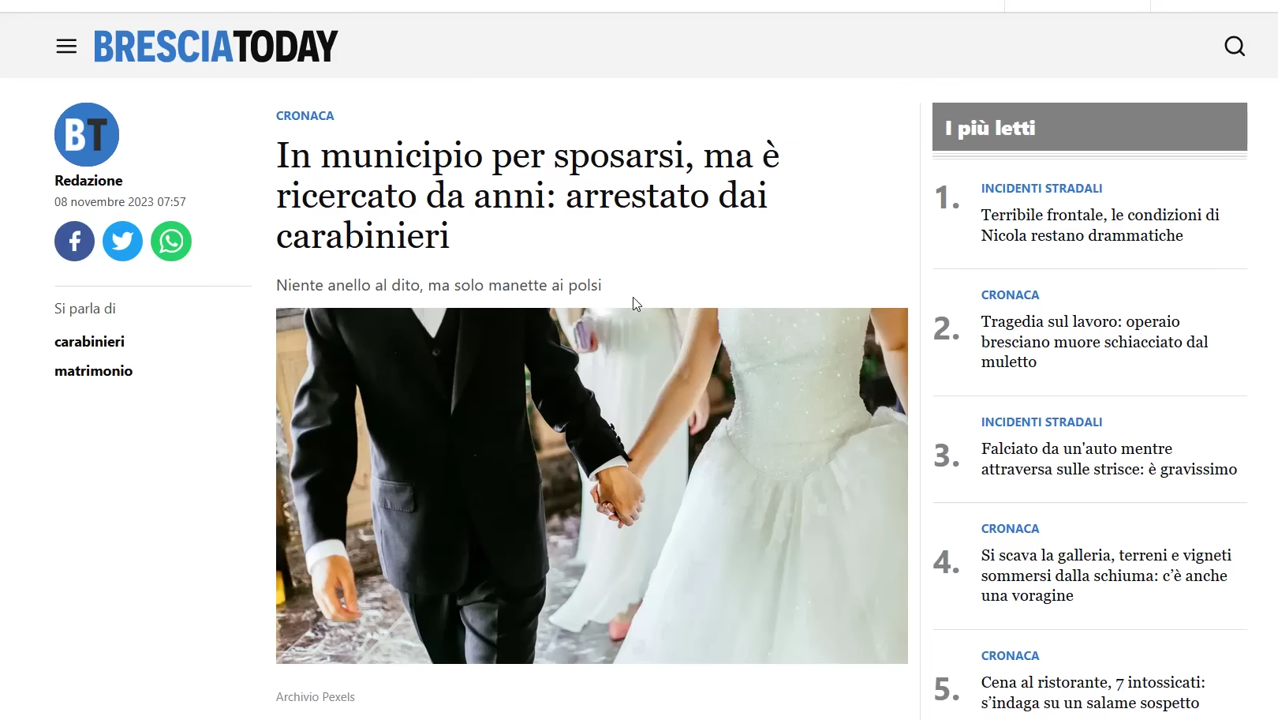 BRESCIATODAY
BT
Redazione
08 novembre 2023 07:57
Si parla di
carabinieri
matrimonio
CRONACA
In municipio per sposarsi, ma è
ricercato da anni: arrestato dai
carabinieri
Niente anello al dito, ma solo manette ai polsi
Archivio Pexels
I più letti
1.
INCIDENTI STRADALI
Terribile frontale, le condizioni di
Nicola restano drammatiche
2.
CRONACA
Tragedia sul lavoro: operaio
bresciano muore schiacciato dal
muletto
3.
INCIDENTI STRADALI
Falciato da un'auto mentre
attraversa sulle strisce: è gravissimo
4.
CRONACA
Si scava la galleria, terreni e vigneti
sommersi dalla schiuma: c’è anche
una voragine
5.
CRONACA
Cena al ristorante, 7 intossicati:
s’indaga su un salame sospetto